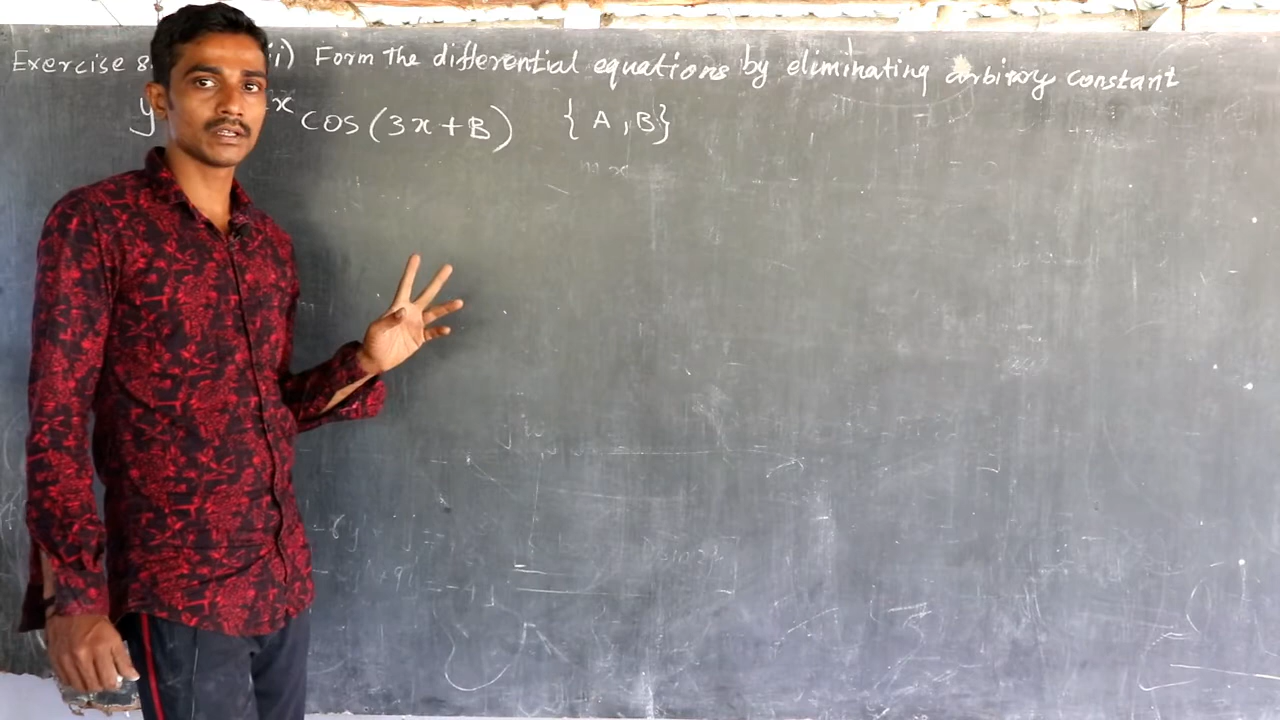 Exercise 8 ii) Form the differential equations by eliminating arbitrary constant
y x cos(3x+B) {A,B}